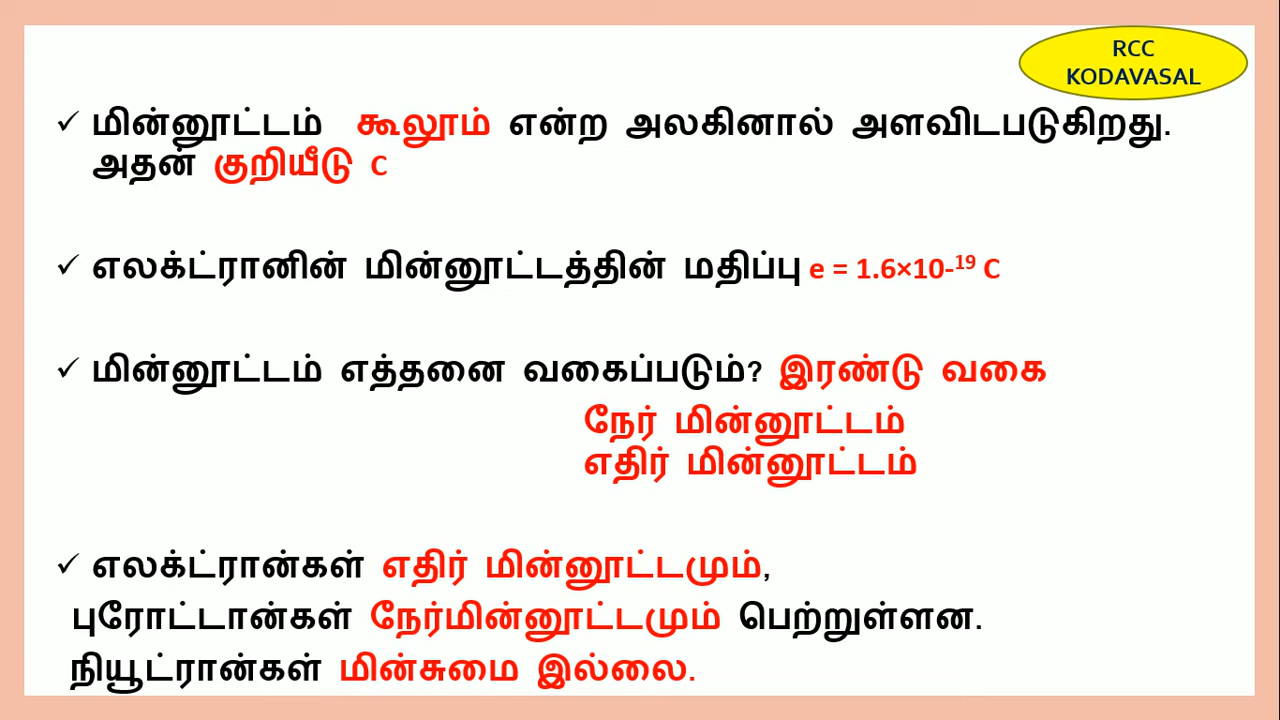 RCC
KODAVASAL
✓ மின்னூட்டம் கூலூம் என்ற அலகினால் அளவிடபடுகிறது.
அதன் குறியீடு C
✓ எலக்ட்ரானின் மின்னூட்டத்தின் மதிப்பு e = 1.6×10-¹⁹ C
✓ மின்னூட்டம் எத்தனை வகைப்படும்? இரண்டு வகை
நேர் மின்னூட்டம்
எதிர் மின்னூட்டம்
✓ எலக்ட்ரான்கள் எதிர் மின்னூட்டமும்,
புரோட்டான்கள் நேர்மின்னூட்டமும் பெற்றுள்ளன.
நியூட்ரான்கள் மின்சுமை இல்லை.